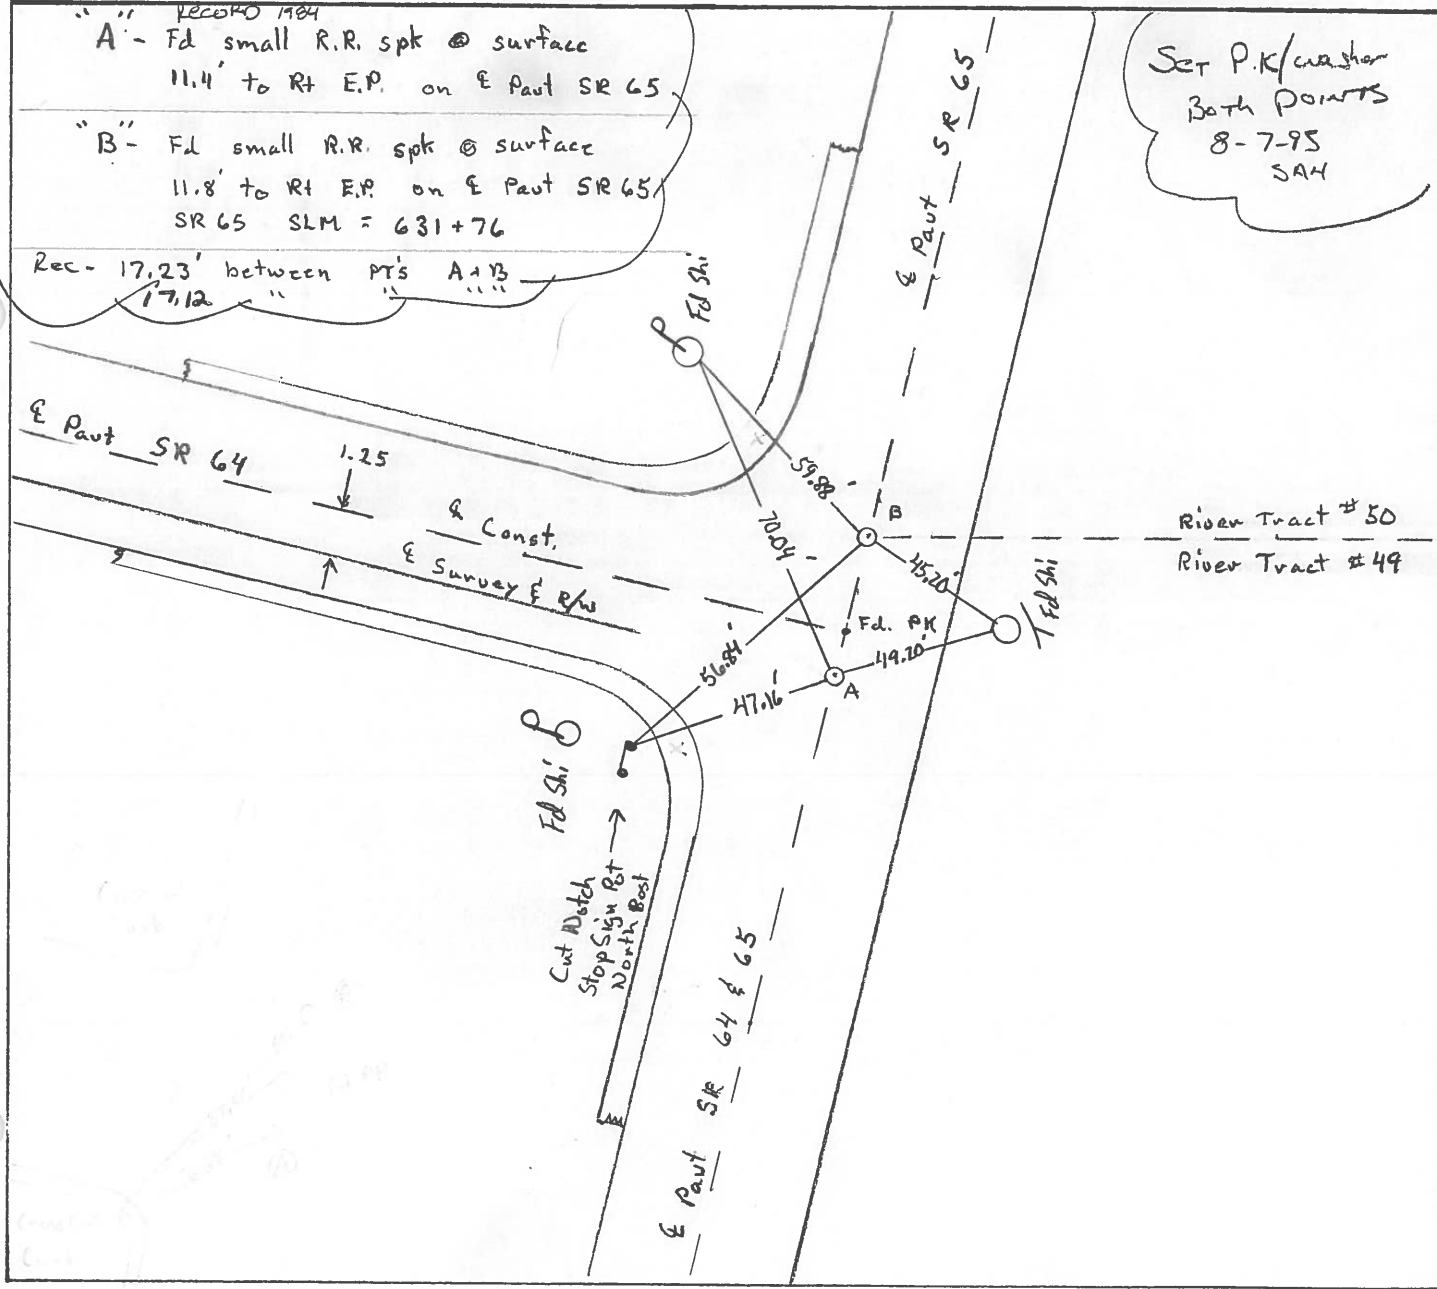 RECORD 1984
"A" - Fd small R.R. spk @ surface
11.4' to Rt E.P. on ℄ Pavt SR 65
"B" - Fd small R.R. spk @ surface
11.8' to Rt E.P. on ℄ Pavt SR 65
SR 65 SLM = 631+76
Rec - 17.23' between PT's A + B
17.12 " " " "
SET P.K/washer
Both POINTS
8-7-95
SAH
℄ Pavt SR 65
Fd Shi
℄ Pavt SR 64
1.25
℄ Const.
℄ Survey & R/W
59.88'
70.04'
B
45.20'
River Tract #50
River Tract #49
Fd Shi
Fd. PK
49.20'
A
56.84'
47.16'
Fd Shi
Cut Notch
Stop Sign Post
North Post
℄ Pavt SR 64 & 65